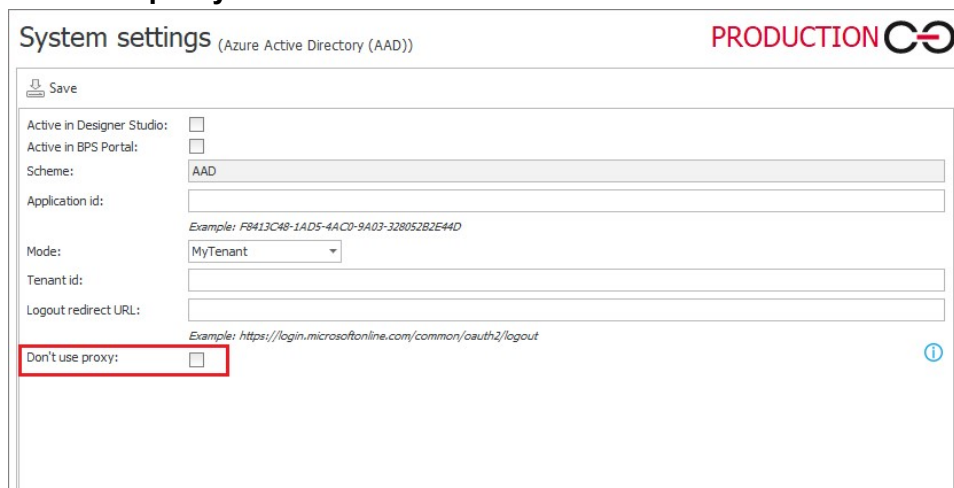 System settings (Azure Active Directory (AAD))
PRODUCTION
Save
Active in Designer Studio:
Active in BPS Portal:
Scheme: AAD
Application id:
Example: F8413C48-1AD5-4AC0-9A03-328052B2E44D
Mode: MyTenant
Tenant id:
Logout redirect URL:
Example: https://login.microsoftonline.com/common/oauth2/logout
Don't use proxy: